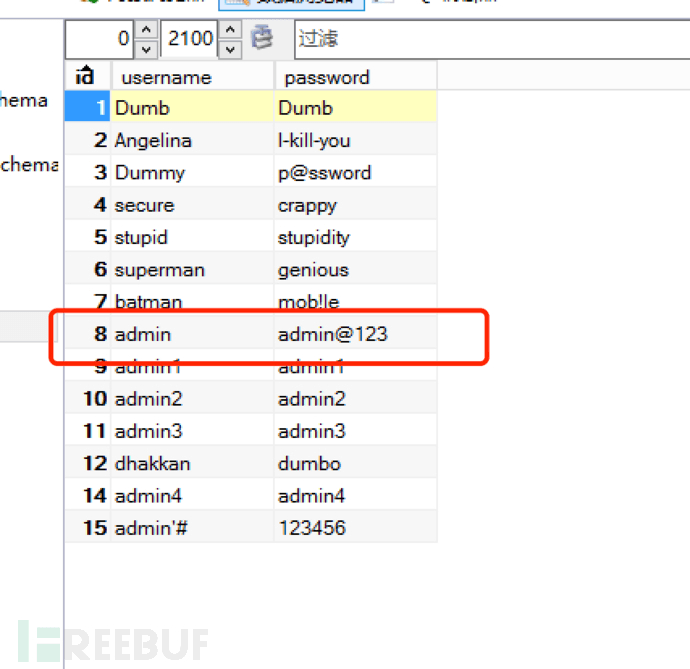 0 2100 过滤
id username password
hema
1 Dumb Dumb
2 Angelina I-kill-you
chema
3 Dummy p@ssword
4 secure crappy
5 stupid stupidity
6 superman genious
7 batman mob!le
8 admin admin@123
9 admin1 admin1
10 admin2 admin2
11 admin3 admin3
12 dhakkan dumbo
14 admin4 admin4
15 admin'# 123456
FREEBUF